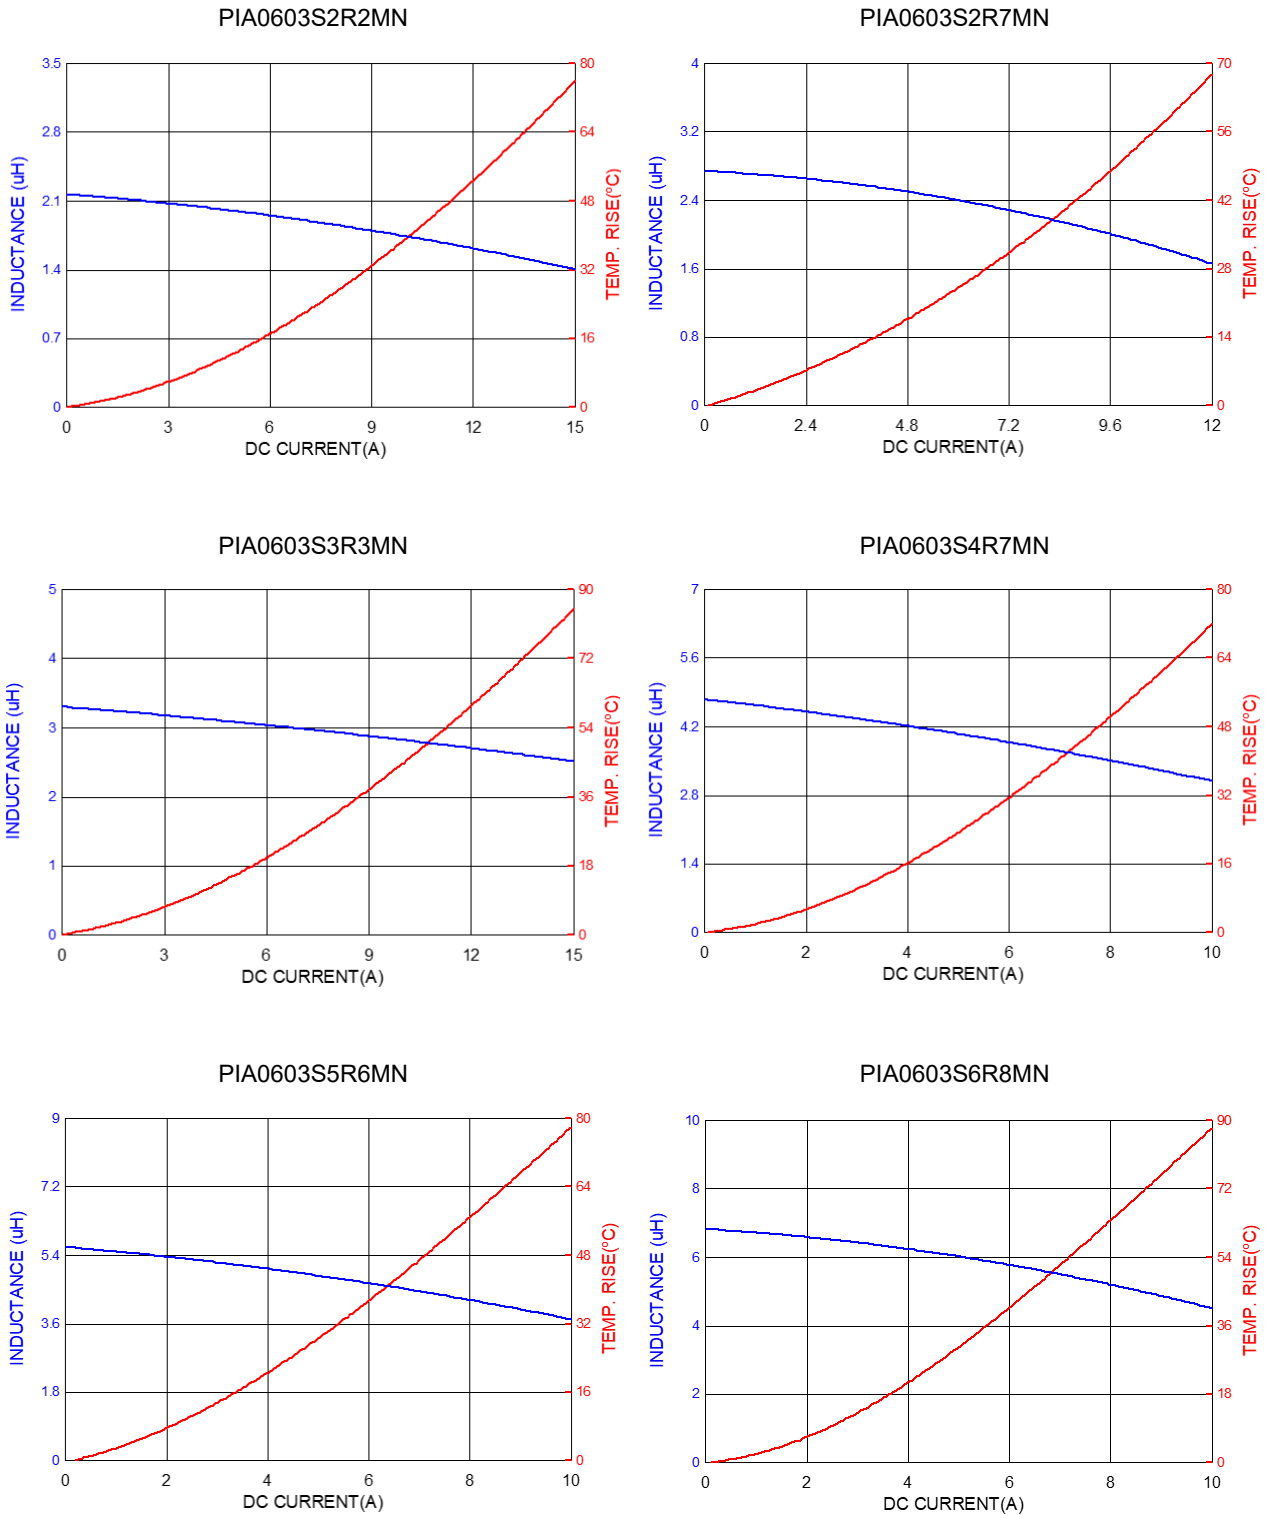 PIA0603S2R2MN
3.5
2.8
2.1
1.4
0.7
0
INDUCTANCE (uH)
80
64
48
32
16
0
TEMP. RISE(ºC)
0 3 6 9 12 15
DC CURRENT(A)
PIA0603S2R7MN
4
3.2
2.4
1.6
0.8
0
INDUCTANCE (uH)
70
56
42
28
14
0
TEMP. RISE(ºC)
0 2.4 4.8 7.2 9.6 12
DC CURRENT(A)
PIA0603S3R3MN
5
4
3
2
1
0
INDUCTANCE (uH)
90
72
54
36
18
0
TEMP. RISE(ºC)
0 3 6 9 12 15
DC CURRENT(A)
PIA0603S4R7MN
7
5.6
4.2
2.8
1.4
0
INDUCTANCE (uH)
80
64
48
32
16
0
TEMP. RISE(ºC)
0 2 4 6 8 10
DC CURRENT(A)
PIA0603S5R6MN
9
7.2
5.4
3.6
1.8
0
INDUCTANCE (uH)
80
64
48
32
16
0
TEMP. RISE(ºC)
0 2 4 6 8 10
DC CURRENT(A)
PIA0603S6R8MN
10
8
6
4
2
0
INDUCTANCE (uH)
90
72
54
36
18
0
TEMP. RISE(ºC)
0 2 4 6 8 10
DC CURRENT(A)